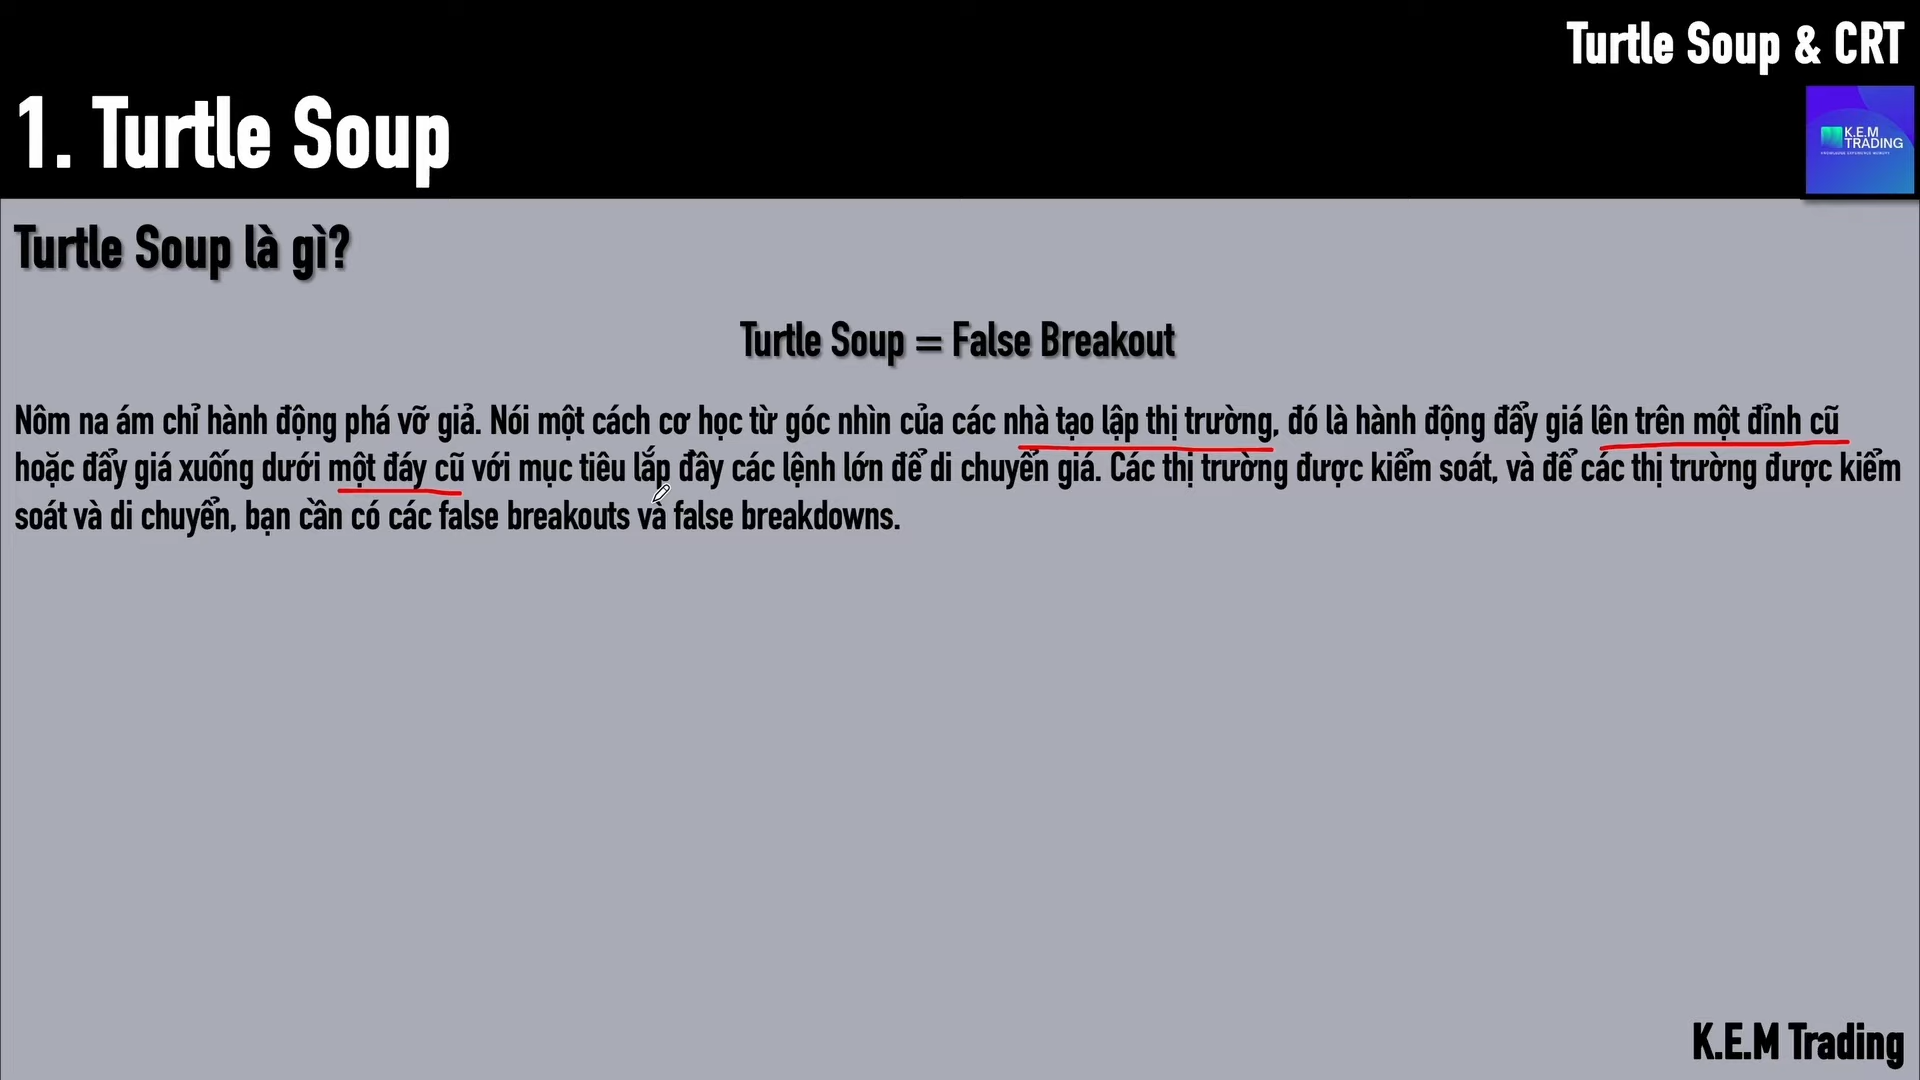 Turtle Soup & CRT
1. Turtle Soup
K.E.M
TRADING
Turtle Soup là gì?
Turtle Soup = False Breakout
Nôm na ám chỉ hành động phá vỡ giả. Nói một cách cơ học từ góc nhìn của các nhà tạo lập thị trường, đó là hành động đẩy giá lên trên một đỉnh cũ
hoặc đẩy giá xuống dưới một đáy cũ với mục tiêu lắp đầy các lệnh lớn để di chuyển giá. Các thị trường được kiểm soát, và để các thị trường được kiểm
soát và di chuyển, bạn cần có các false breakouts và false breakdowns.
K.E.M Trading